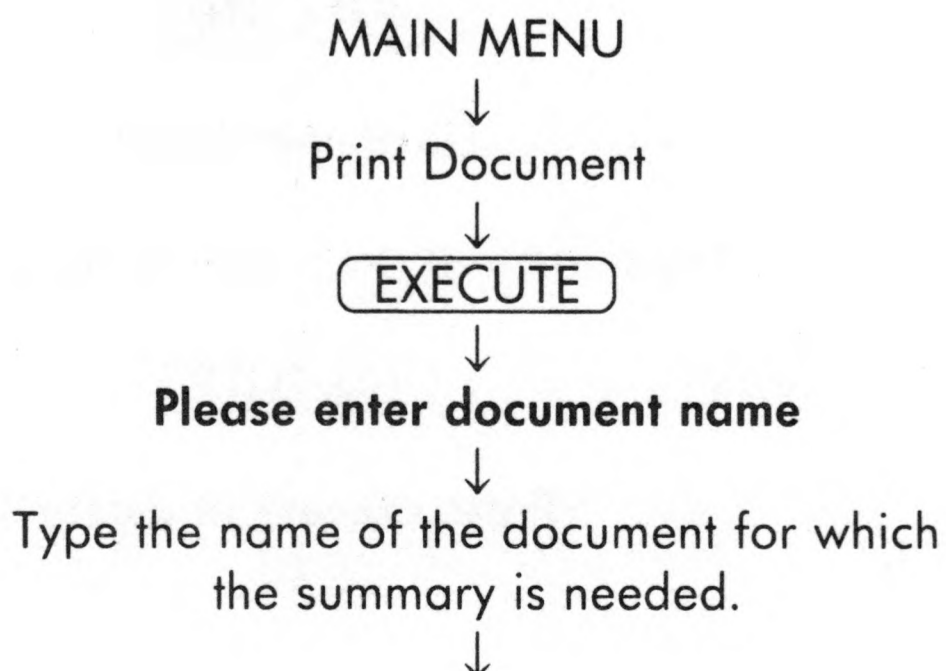 MAIN MENU
↓
Print Document
↓
EXECUTE
↓
Please enter document name
↓
Type the name of the document for which
the summary is needed.
↓